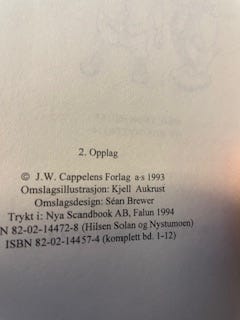 2. Opplag
© J.W. Cappelens Forlag a·s 1993
Omslagsillustrasjon: Kjell Aukrust
Omslagsdesign: Séan Brewer
Trykt i: Nya Scandbook AB, Falun 1994
N 82-02-14472-8 (Hilsen Solan og Nystumoen)
ISBN 82-02-14457-4 (komplett bd. 1-12)